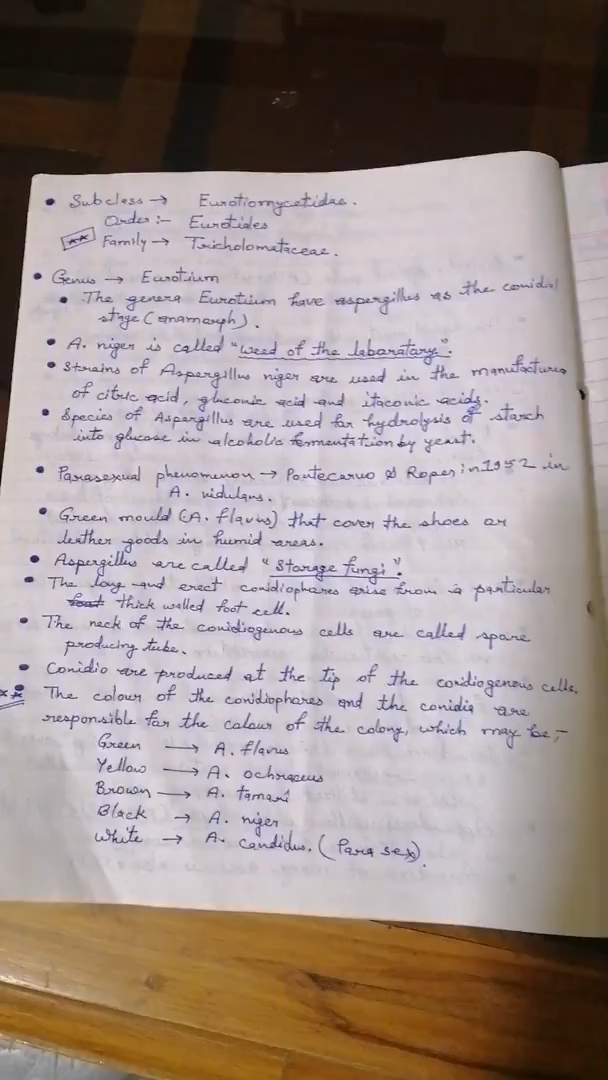 • Subclass → Eurotiomycetidae.
Order:- Eurotides
** Family → Tricholomataceae.
• Genus → Eurotium
• The genera Eurotium have aspergillus as the conidial
stage (anamorph).
• A. niger is called "weed of the labaratary".
• Strains of Aspergillus niger are used in the manufacture
of citric acid, gluconic acid and itaconic acids.
• Species of Aspergillus are used for hydrolysis of starch
into glucose in alcoholic fermentation by yeast.
• Parasexual phenomenon → Pontecarvo & Roper in 1952 in
A. nidulans.
• Green mould (A. flavus) that cover the shoes or
leather goods in humid areas.
• Aspergillus are called "Storage fungi".
• The long and erect conidiophores arise from a particular
thick walled foot cell.
• The neck of the conidiogenous cells are called spore
producing tube.
• Conidio are produced at the tip of the conidiogenous cells.
** • The colour of the conidiophores and the conidia are
responsible for the colour of the colony, which may be,-
Green → A. flavus
Yellow → A. ochraceus
Brown → A. tamarii
Black → A. niger
White → A. candidus. (Para sex).